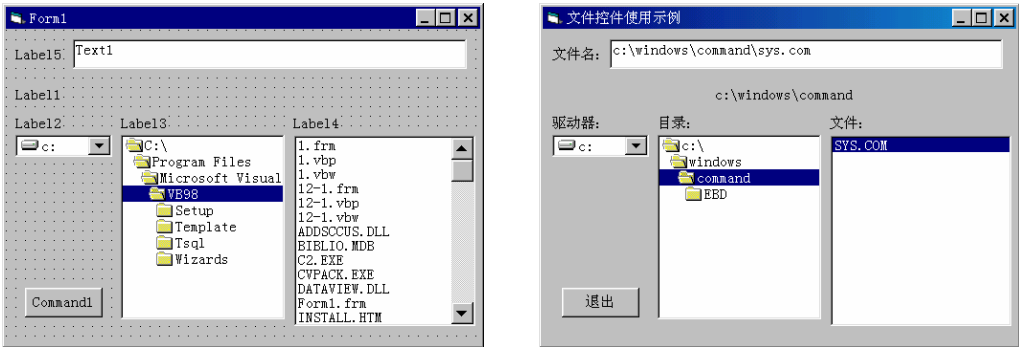 Form1
Label5
Text1
Label1
Label2
Label3
Label4
c:
C:\
Program Files
Microsoft Visual
VB98
Setup
Template
Tsql
Wizards
1.frm
1.vbp
1.vbw
12-1.frm
12-1.vbp
12-1.vbw
ADDSCCUS.DLL
BIBLIO.MDB
C2.EXE
CVPACK.EXE
DATAVIEW.DLL
Form1.frm
INSTALL.HTM
Command1
文件控件使用示例
文件名:
c:\windows\command\sys.com
c:\windows\command
驱动器:
目录:
文件:
c:
c:\
windows
command
EBD
SYS.COM
退出